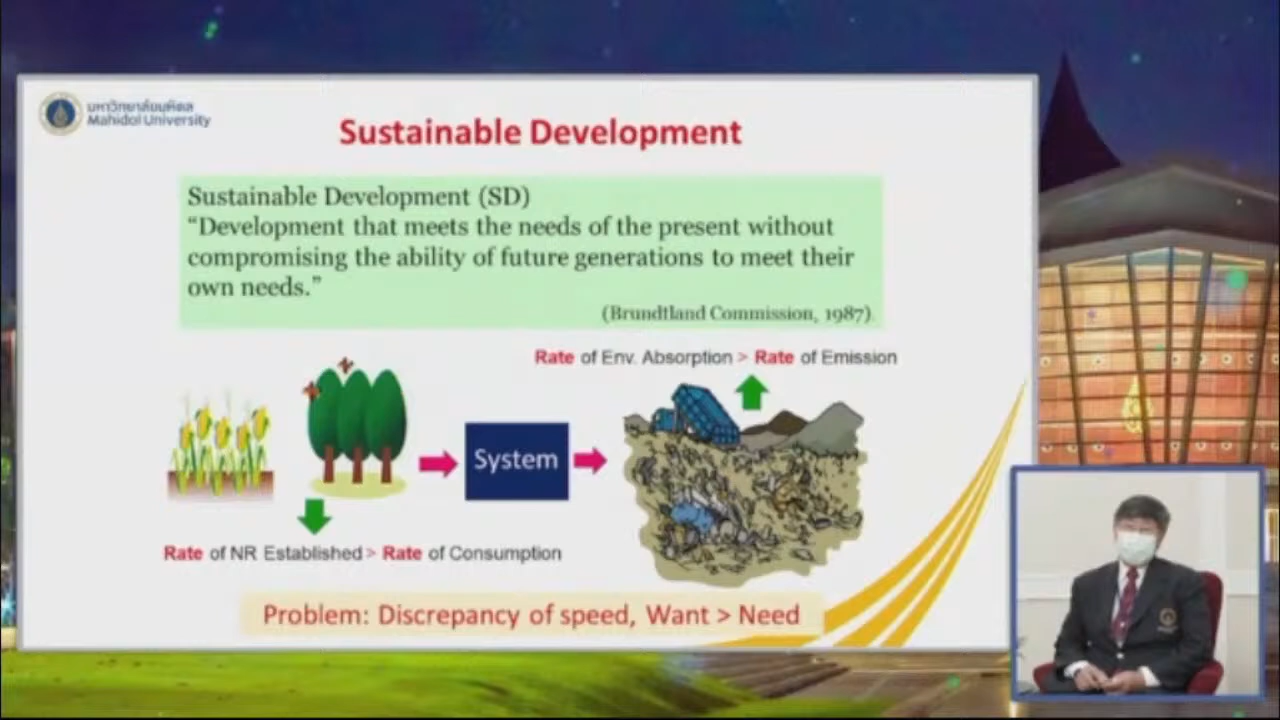 มหาวิทยาลัยมหิดล
Mahidol University
Sustainable Development
Sustainable Development (SD)
“Development that meets the needs of the present without
compromising the ability of future generations to meet their
own needs.”
(Brundtland Commission, 1987).
Rate of Env. Absorption > Rate of Emission
System
Rate of NR Established > Rate of Consumption
Problem: Discrepancy of speed, Want > Need